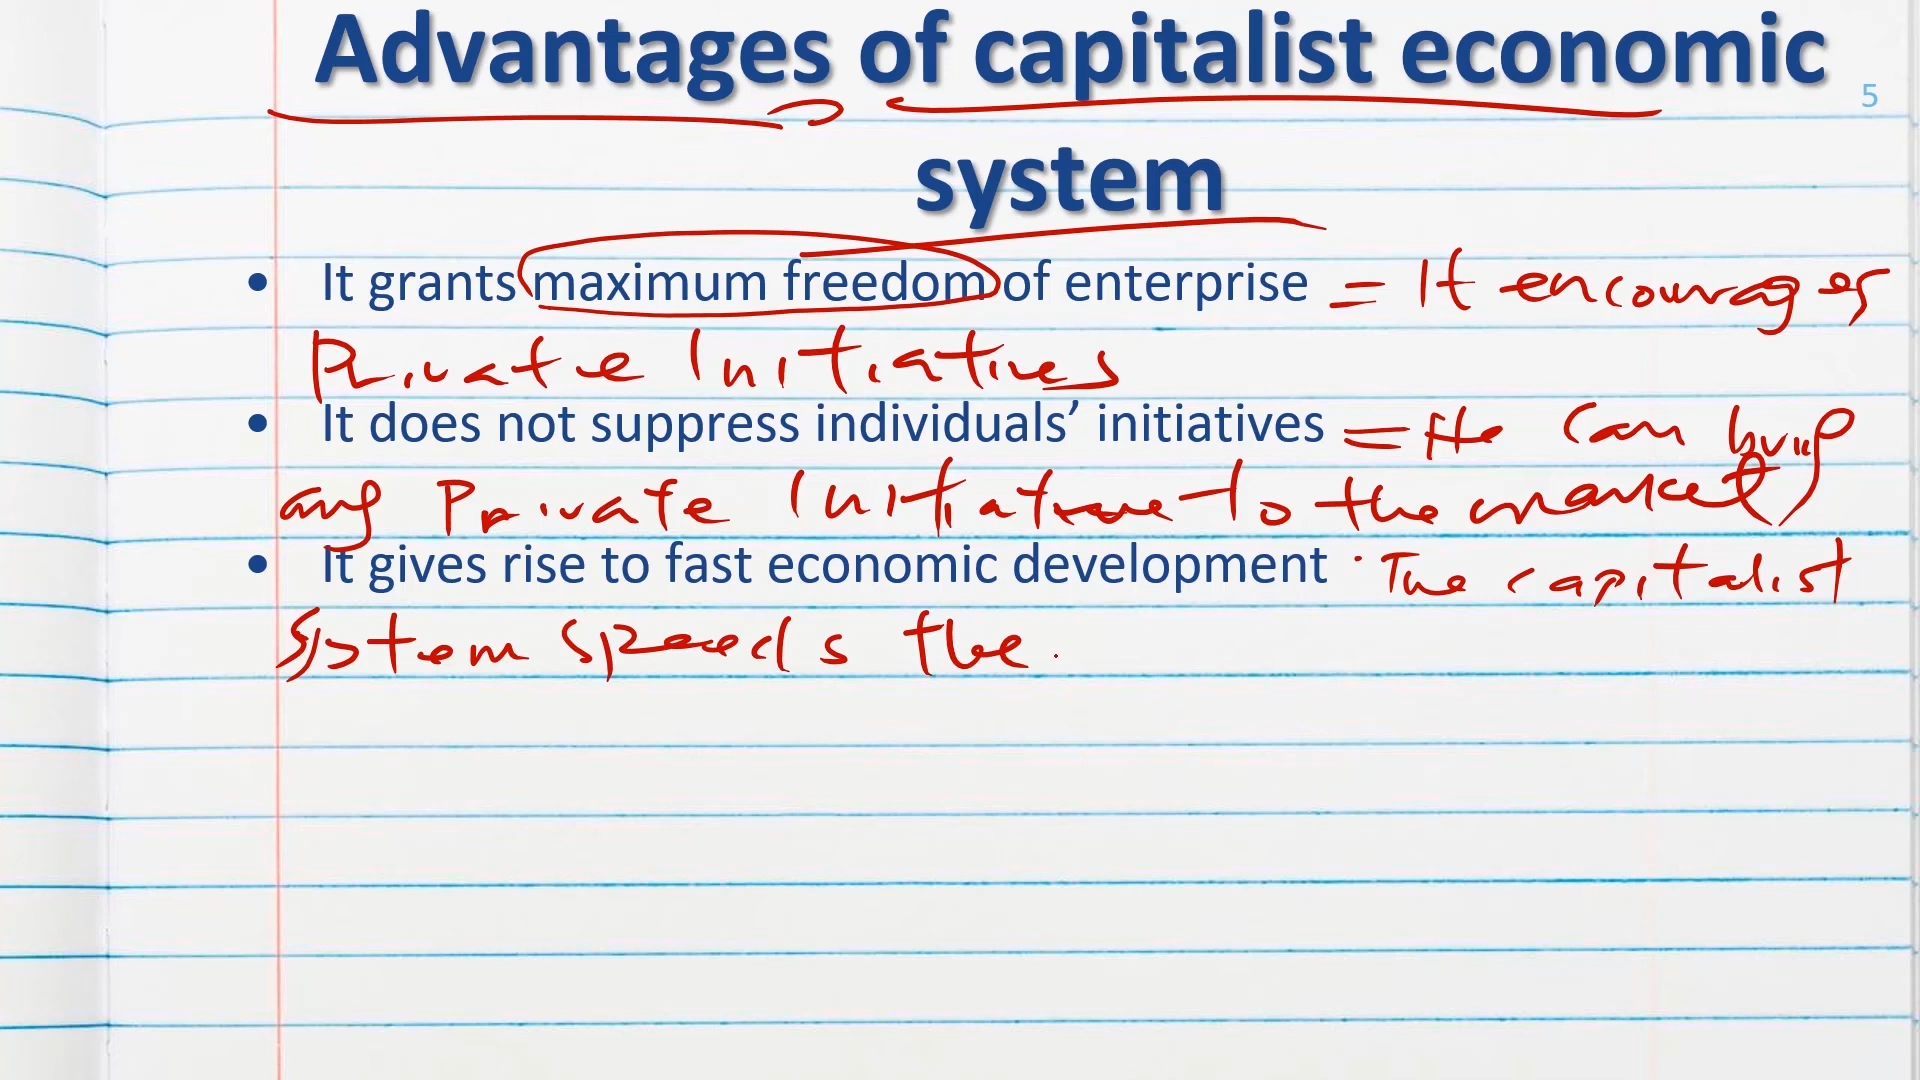 Advantages of capitalist economic
5
system
• It grants maximum freedom of enterprise = It encourages
Private Initiatives
• It does not suppress individuals’ initiatives = He can
any Private Initiative to the market
• It gives rise to fast economic development . The capitalist
System speeds the.